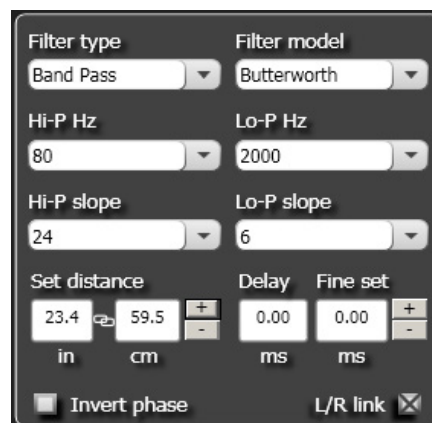 Filter type Filter model
Band Pass Butterworth
Hi-P Hz Lo-P Hz
80 2000
Hi-P slope Lo-P slope
24 6
Set distance Delay Fine set
23.4 59.5 + - 0.00 0.00 + -
in cm ms ms
Invert phase L/R link